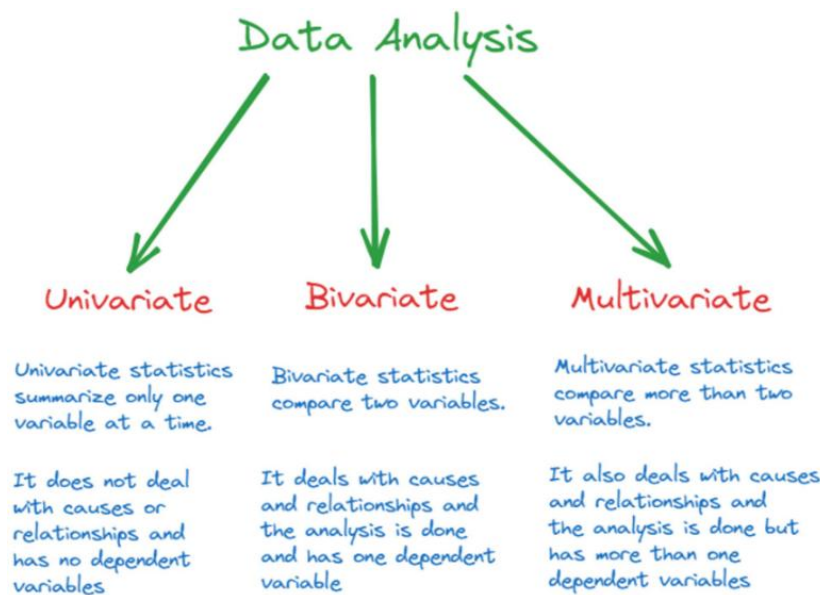 Data Analysis
Univariate
Univariate statistics
summarize only one
variable at a time.
It does not deal
with causes or
relationships and
has no dependent
variables
Bivariate
Bivariate statistics
compare two variables.
It deals with causes
and relationships and
the analysis is done
and has one dependent
variable
Multivariate
Multivariate statistics
compare more than two
variables.
It also deals with causes
and relationships and
the analysis is done but
has more than one
dependent variables